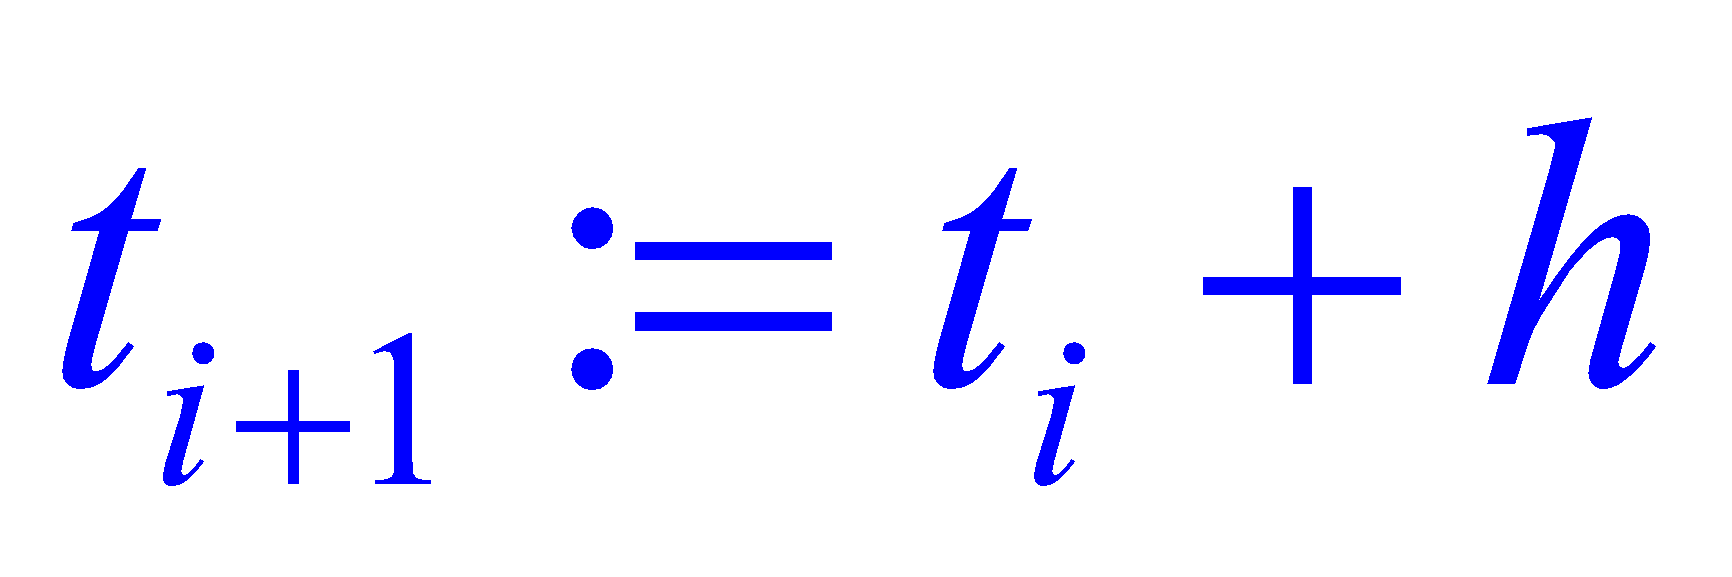 t_{i+1} := t_i + h